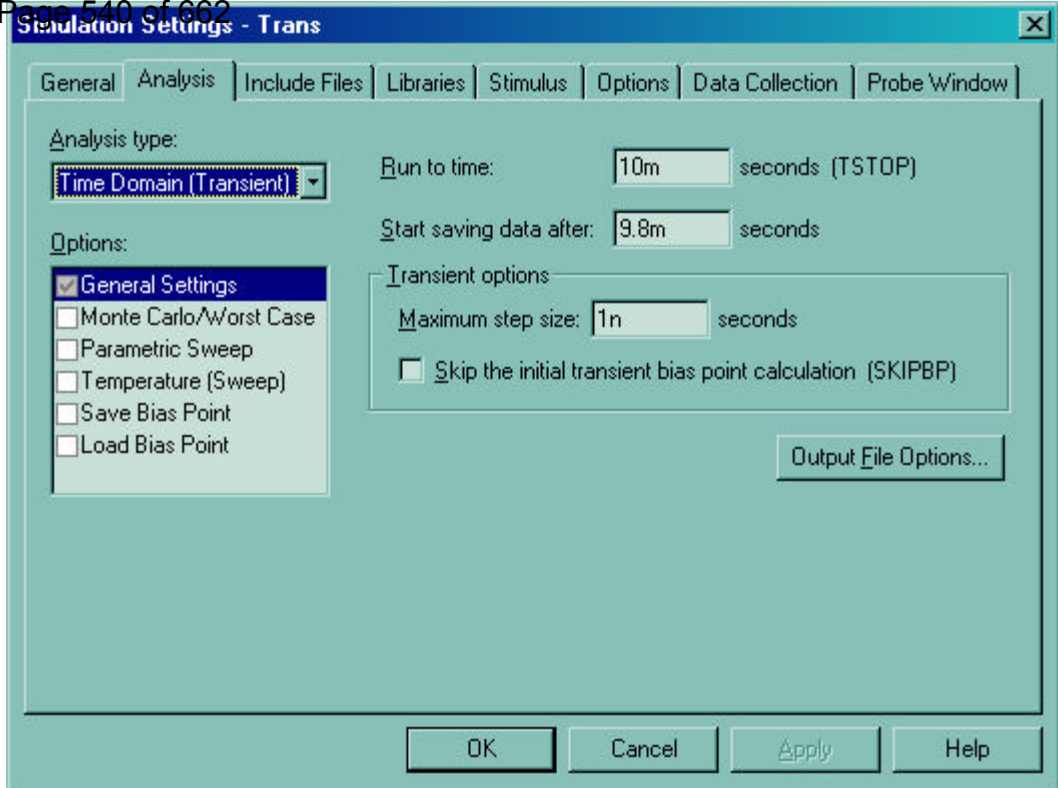 Page 540 of 662
Simulation Settings - Trans
General Analysis Include Files Libraries Stimulus Options Data Collection Probe Window
Analysis type:
Time Domain (Transient)
Options:
General Settings
Monte Carlo/Worst Case
Parametric Sweep
Temperature (Sweep)
Save Bias Point
Load Bias Point
Run to time: 10m seconds (TSTOP)
Start saving data after: 9.8m seconds
Transient options
Maximum step size: 1n seconds
Skip the initial transient bias point calculation (SKIPBP)
Output File Options...
OK Cancel Apply Help